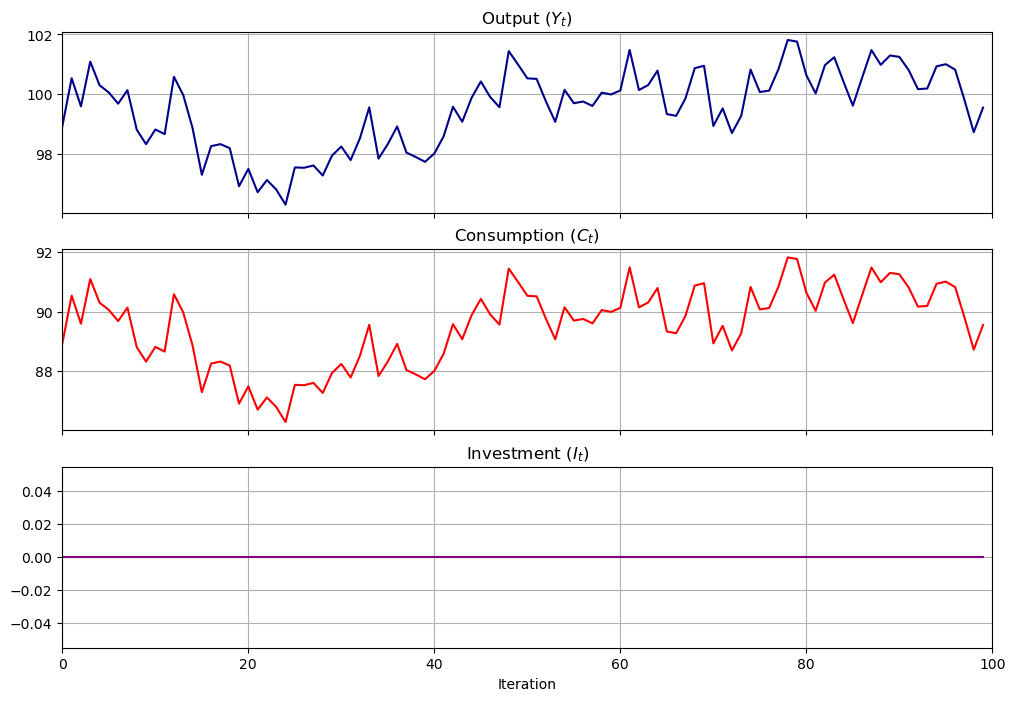 Output (Y_t)
102
100
98
Consumption (C_t)
92
90
88
Investment (I_t)
0.04
0.02
0.00
−0.02
−0.04
0 20 40 60 80 100
Iteration